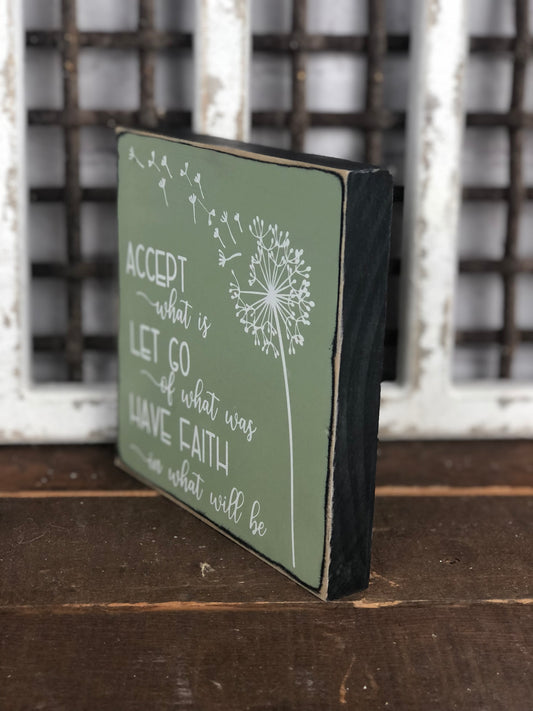 ACCEPT
what is
LET GO
of what was
HAVE FAITH
in what will be